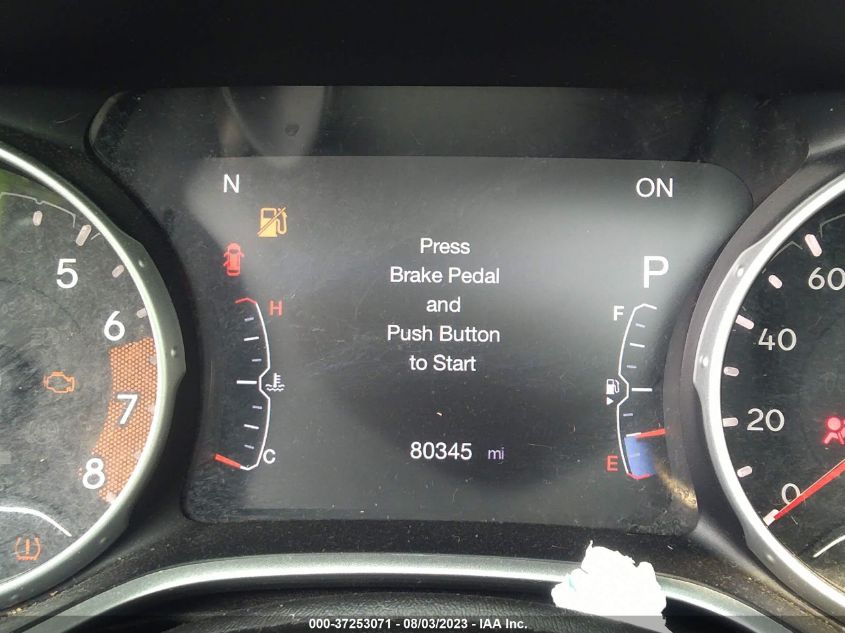 N
ON
Press
Brake Pedal
and
Push Button
to Start
P
H
C
F
E
80345 mi
5
6
7
8
60
40
20
0
000-37253071 - 08/03/2023 - IAA Inc.